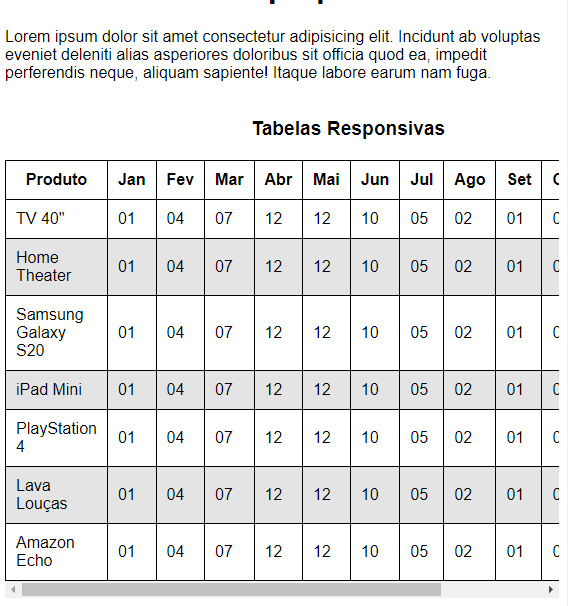 Lorem ipsum dolor sit amet consectetur adipisicing elit. Incidunt ab voluptas
eveniet deleniti alias asperiores doloribus sit officia quod ea, impedit
perferendis neque, aliquam sapiente! Itaque labore earum nam fuga.
Tabelas Responsivas
Produto Jan Fev Mar Abr Mai Jun Jul Ago Set
TV 40" 01 04 07 12 12 10 05 02 01
Home
Theater 01 04 07 12 12 10 05 02 01
Samsung
Galaxy 01 04 07 12 12 10 05 02 01
S20
iPad Mini 01 04 07 12 12 10 05 02 01
PlayStation
4 01 04 07 12 12 10 05 02 01
Lava
Louças 01 04 07 12 12 10 05 02 01
Amazon
Echo 01 04 07 12 12 10 05 02 01